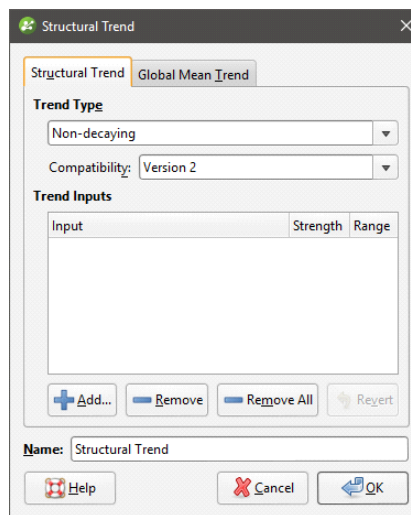 Structural Trend
Structural Trend
Global Mean Trend
Trend Type
Non-decaying
Compatibility: Version 2
Trend Inputs
Input Strength Range
Add... Remove Remove All Revert
Name: Structural Trend
Help Cancel OK